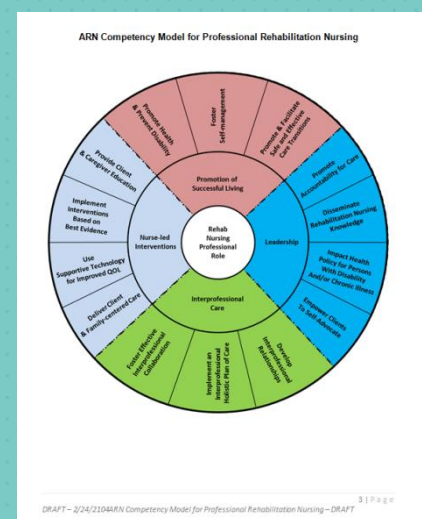 ARN Competency Model for Professional Rehabilitation Nursing
Promote Health
& Prevent Disability
Foster
Self-management
Promote & Facilitate
Safe and Effective
Care Transitions
Promote
Accountability for Care
Disseminate
Rehabilitation Nursing
Knowledge
Impact Health
Policy for Persons
With Disability
And/or Chronic Illness
Empower Clients
To Self-Advocate
Develop
Interprofessional
Relationships
Implement an
Interprofessional
Holistic Plan of Care
Foster Effective
Interprofessional
Collaboration
Deliver Client
& Family-centered Care
Use
Supportive Technology
for Improved QOL
Implement
Interventions
Based on
Best Evidence
Provide Client
& Caregiver Education
Promotion of
Successful Living
Leadership
Interprofessional
Care
Nurse-led
Interventions
Rehab
Nursing
Professional
Role
3 | Page
DRAFT – 2/24/2104ARN Competency Model for Professional Rehabilitation Nursing – DRAFT